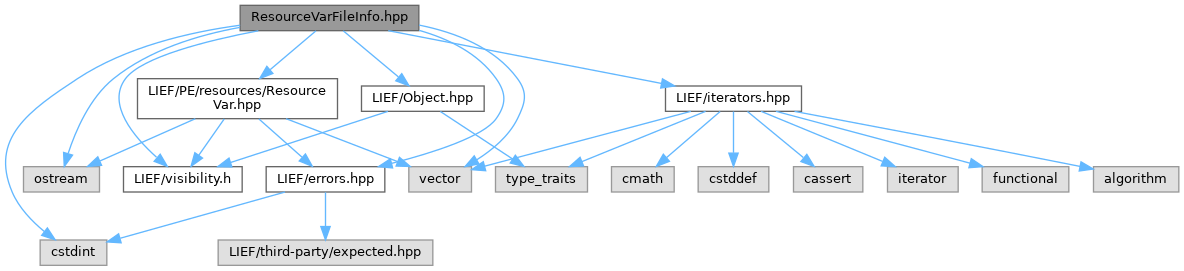 ResourceVarFileInfo.hpp
LIEF/PE/resources/Resource
Var.hpp
LIEF/Object.hpp
LIEF/iterators.hpp
ostream
LIEF/visibility.h
LIEF/errors.hpp
vector
type_traits
cmath
cstddef
cassert
iterator
functional
algorithm
cstdint
LIEF/third-party/expected.hpp